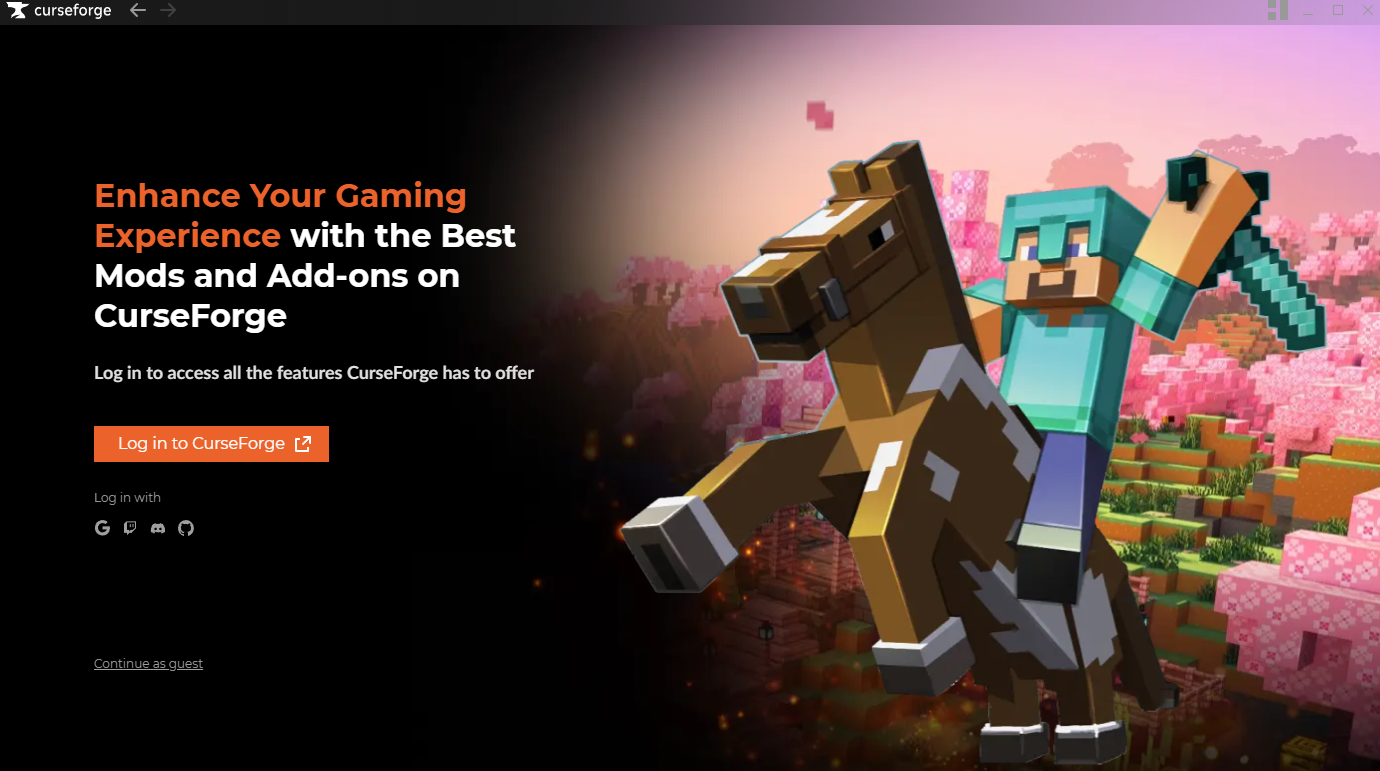 curseforge
Enhance Your Gaming
Experience with the Best
Mods and Add-ons on
CurseForge
Log in to access all the features CurseForge has to offer
Log in to CurseForge
Log in with
Continue as guest